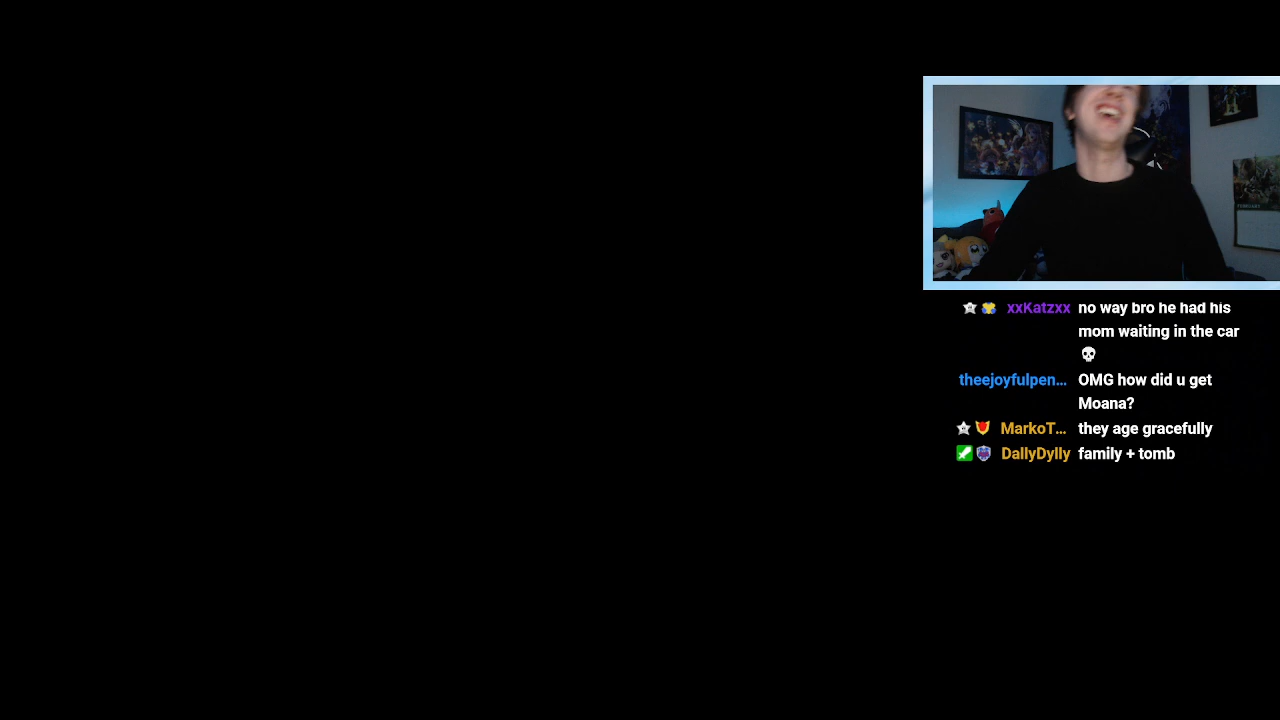 xxKatzxx no way bro he had his
mom waiting in the car
💀
theejoyfulpen… OMG how did u get
Moana?
MarkoT… they age gracefully
DallyDylly family + tomb
FEBRUARY